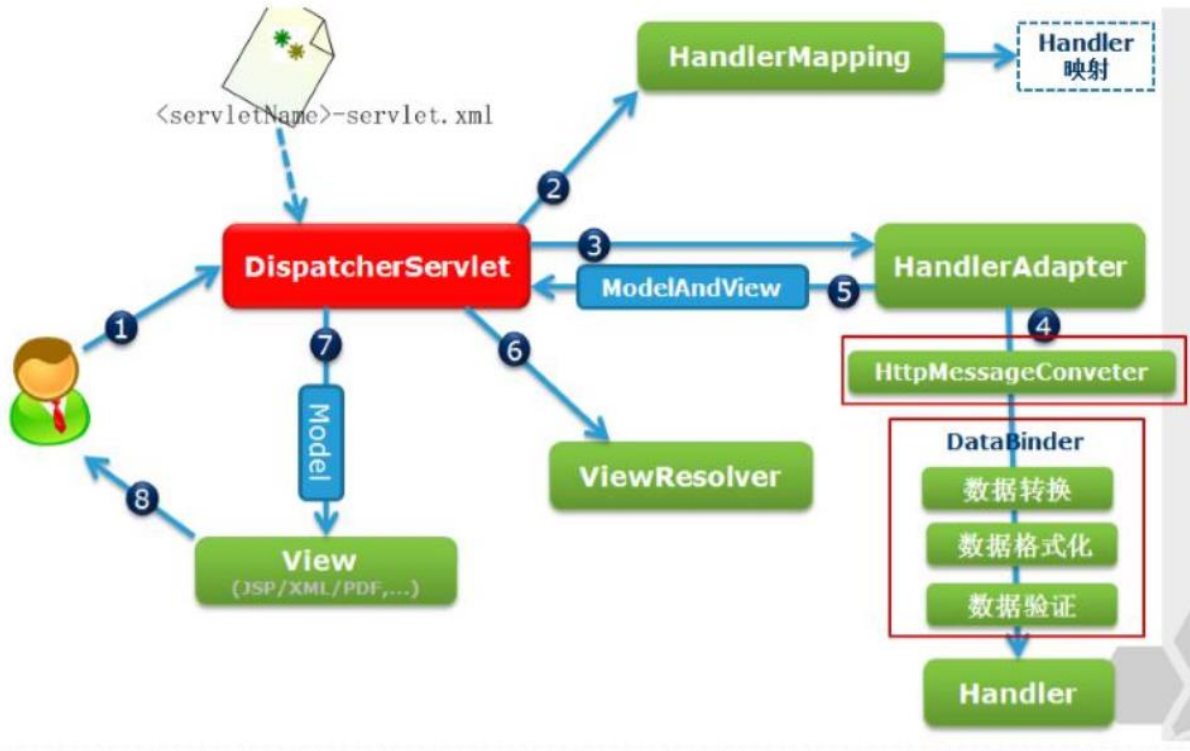 <servletName>-servlet.xml
HandlerMapping
Handler
映射
2
DispatcherServlet
3
HandlerAdapter
ModelAndView
5
1
7
6
4
HttpMessageConveter
Model
DataBinder
ViewResolver
数据转换
8
数据格式化
View
(JSP/XML/PDF,...)
数据验证
Handler